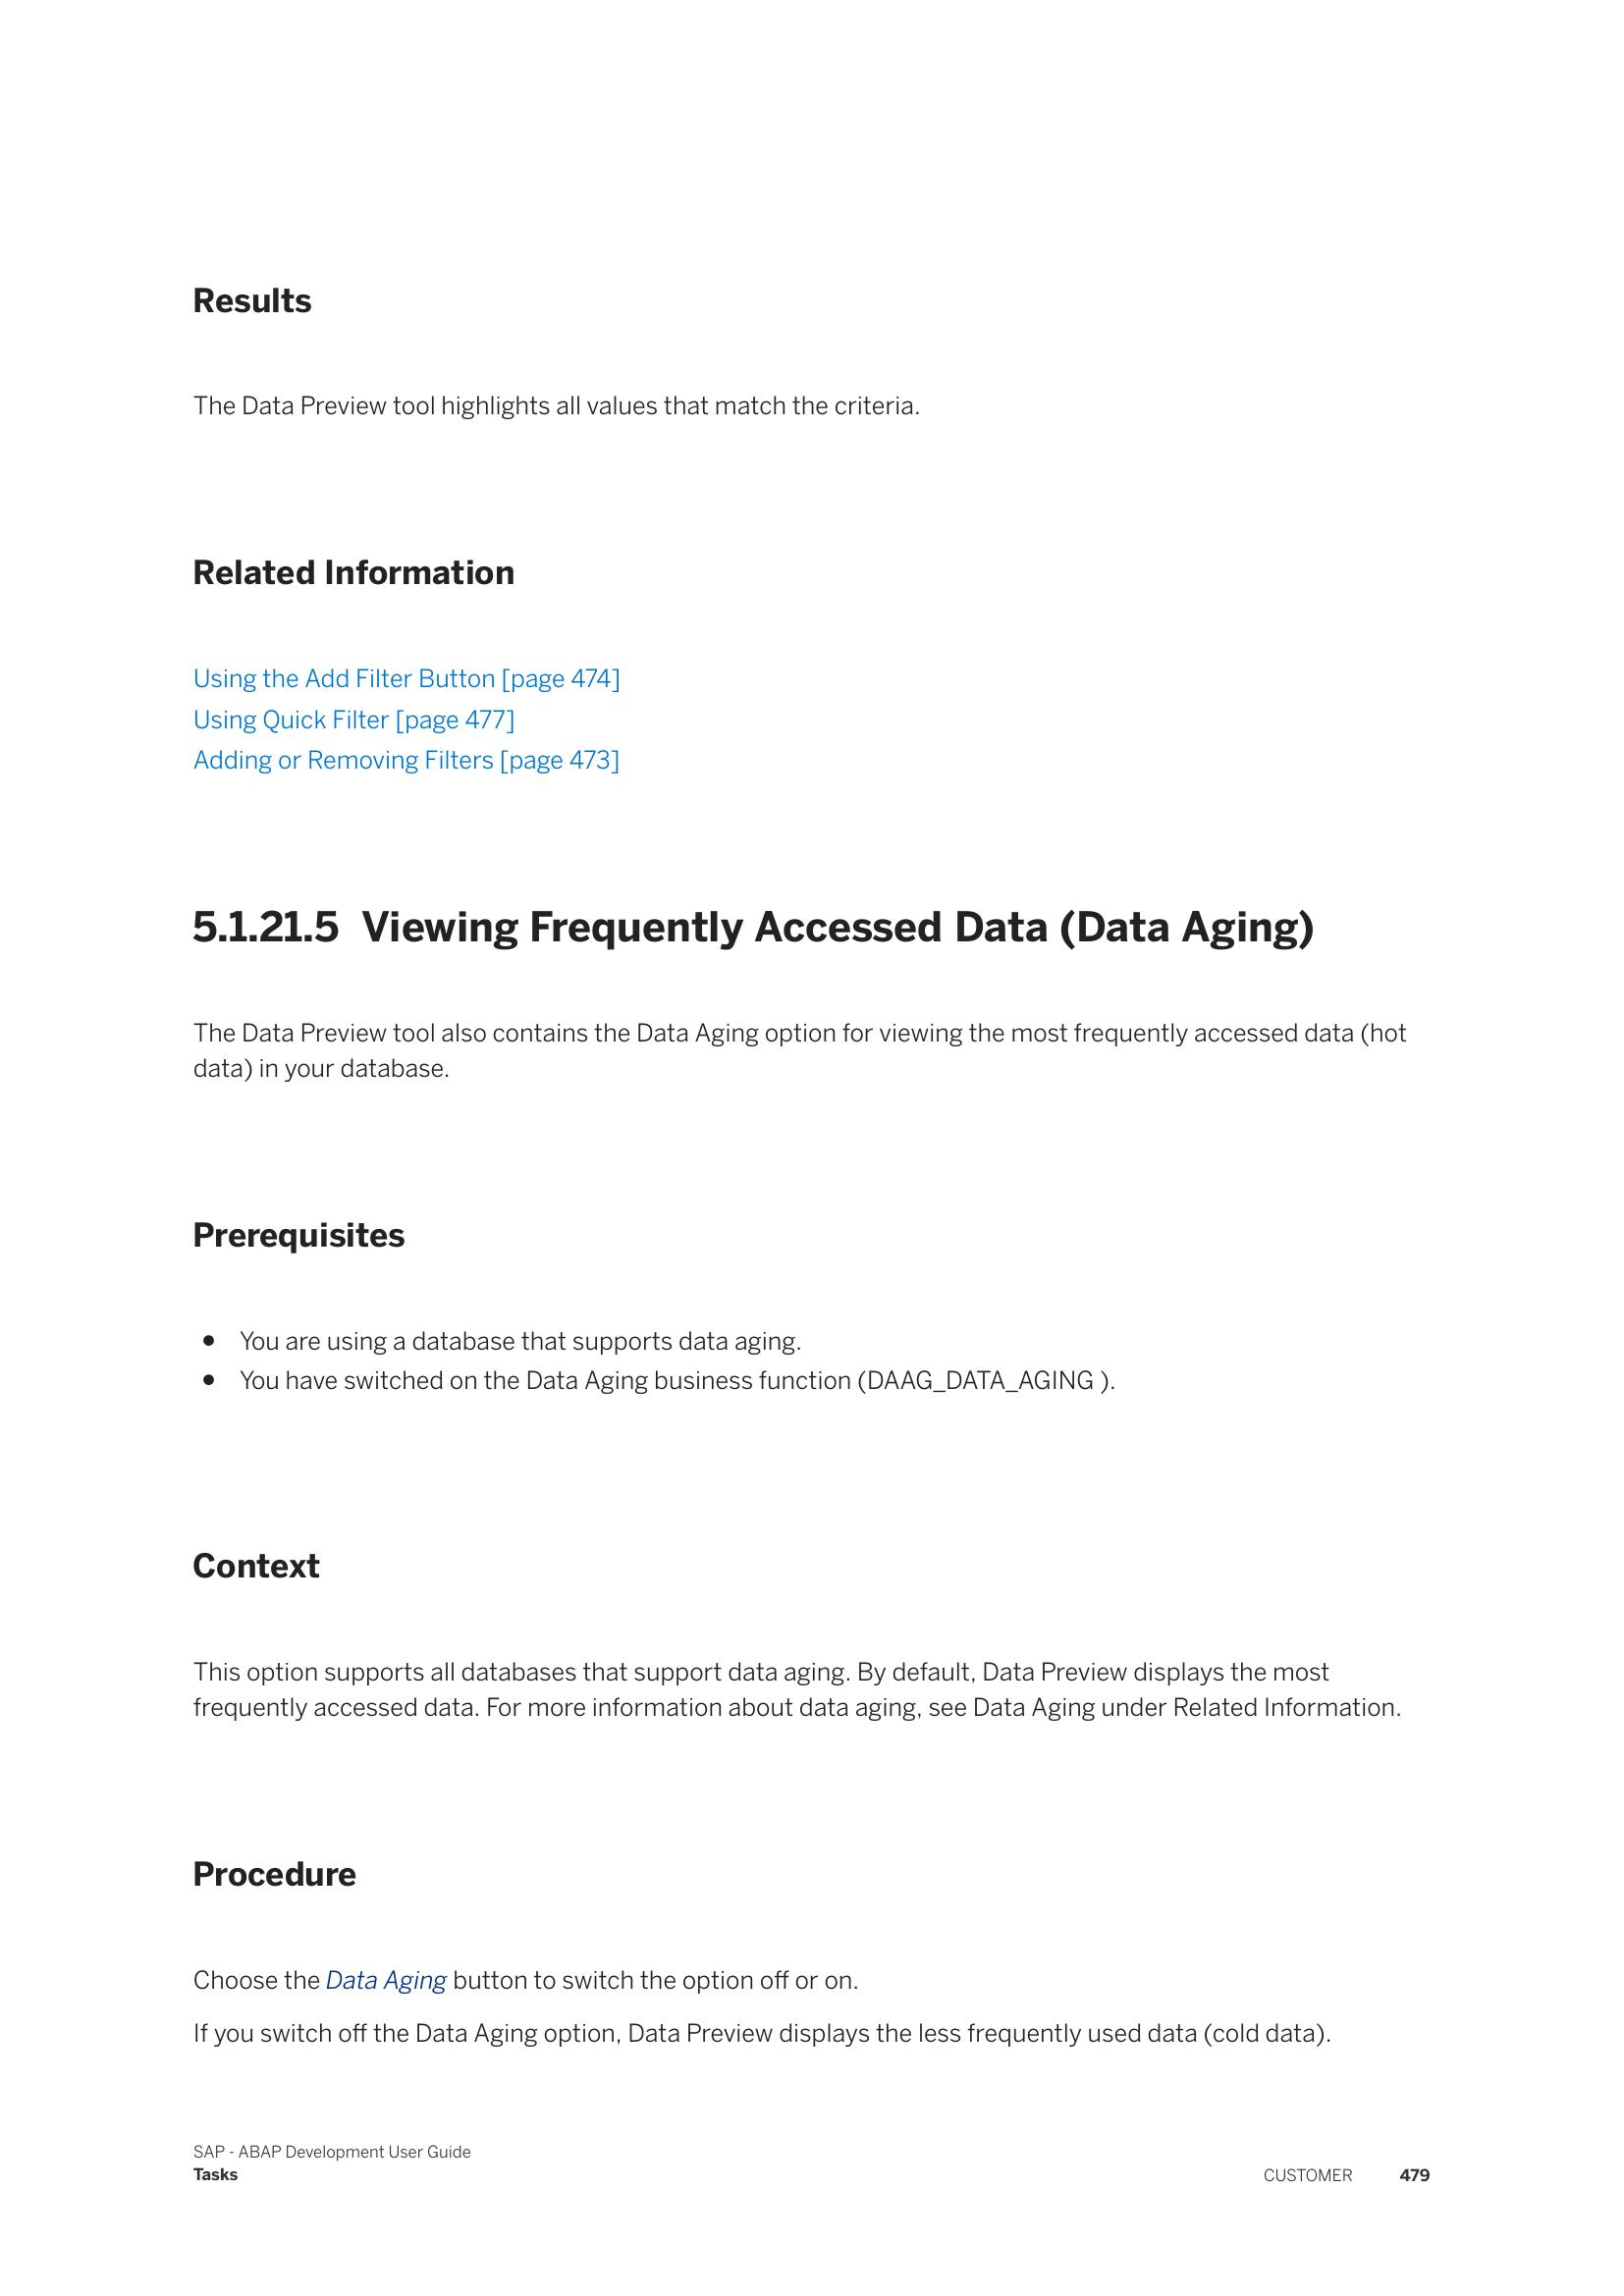 Results
The Data Preview tool highlights all values that match the criteria.
Related Information
Using the Add Filter Button [page 474]
Using Quick Filter [page 477]
Adding or Removing Filters [page 473]
5.1.21.5 Viewing Frequently Accessed Data (Data Aging)
The Data Preview tool also contains the Data Aging option for viewing the most frequently accessed data (hot
data) in your database.
Prerequisites
● You are using a database that supports data aging.
● You have switched on the Data Aging business function (DAAG_DATA_AGING ).
Context
This option supports all databases that support data aging. By default, Data Preview displays the most
frequently accessed data. For more information about data aging, see Data Aging under Related Information.
Procedure
Choose the Data Aging button to switch the option off or on.
If you switch off the Data Aging option, Data Preview displays the less frequently used data (cold data).
SAP - ABAP Development User Guide
Tasks
CUSTOMER 479